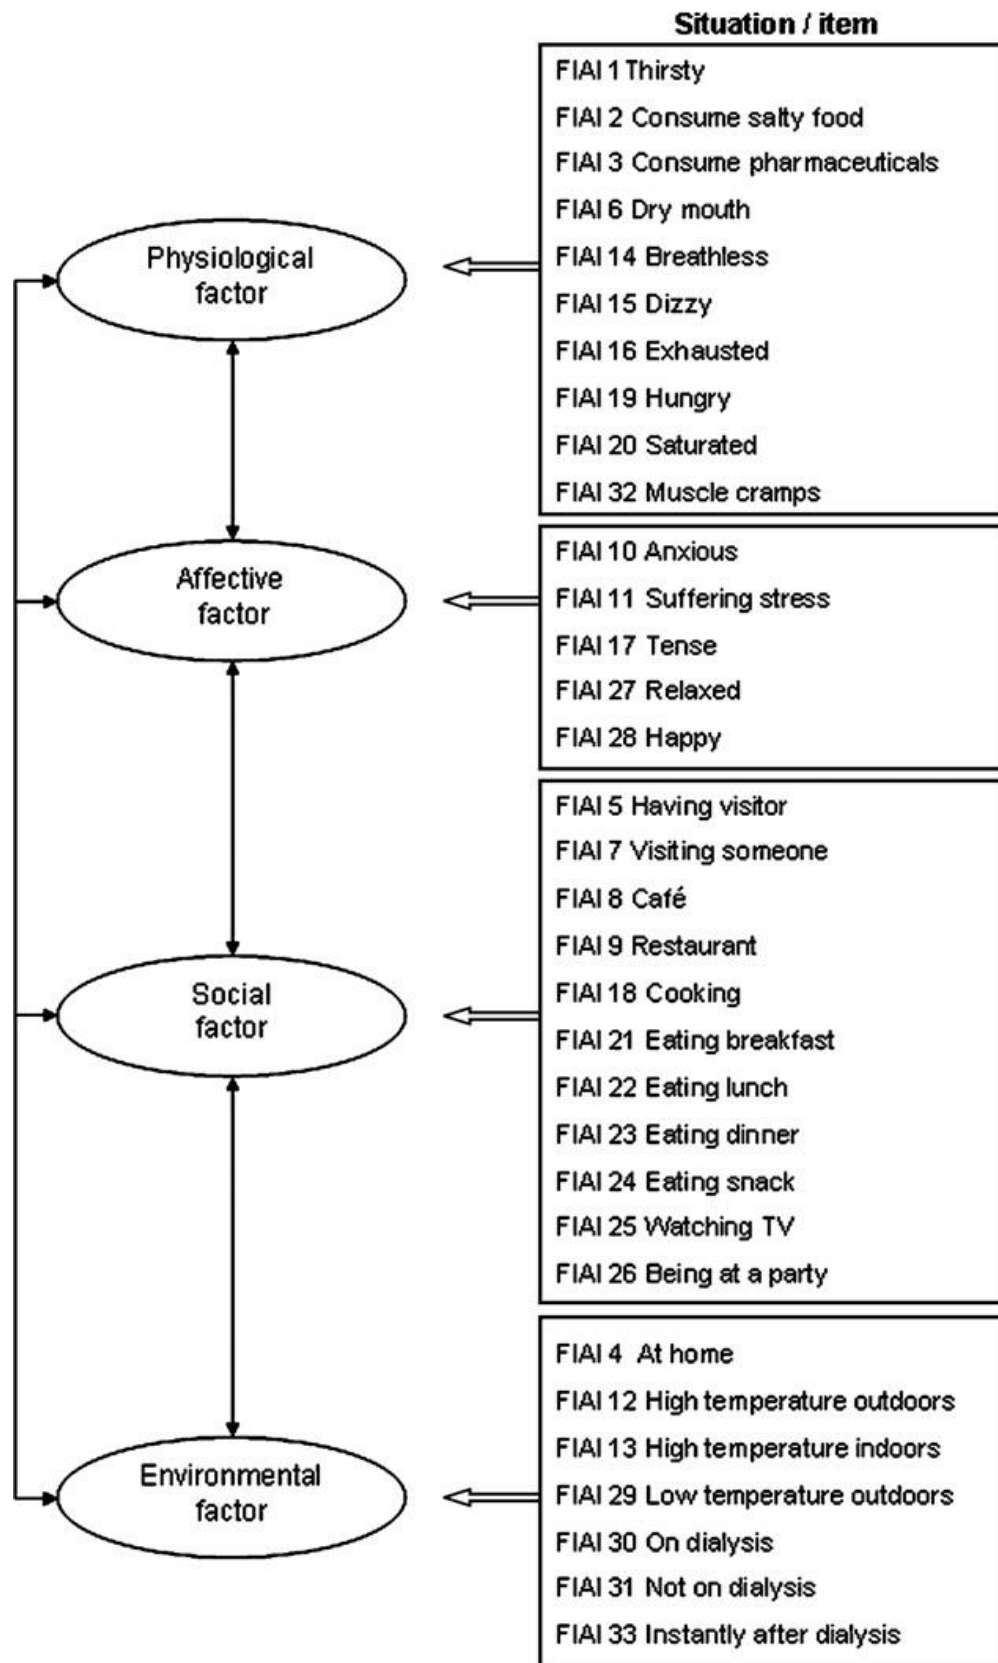 Situation / item
FIAI 1 Thirsty
FIAI 2 Consume salty food
FIAI 3 Consume pharmaceuticals
FIAI 6 Dry mouth
FIAI 14 Breathless
FIAI 15 Dizzy
FIAI 16 Exhausted
FIAI 19 Hungry
FIAI 20 Saturated
FIAI 32 Muscle cramps
Physiological
factor
FIAI 10 Anxious
FIAI 11 Suffering stress
FIAI 17 Tense
FIAI 27 Relaxed
FIAI 28 Happy
Affective
factor
FIAI 5 Having visitor
FIAI 7 Visiting someone
FIAI 8 Café
FIAI 9 Restaurant
FIAI 18 Cooking
FIAI 21 Eating breakfast
FIAI 22 Eating lunch
FIAI 23 Eating dinner
FIAI 24 Eating snack
FIAI 25 Watching TV
FIAI 26 Being at a party
Social
factor
FIAI 4 At home
FIAI 12 High temperature outdoors
FIAI 13 High temperature indoors
FIAI 29 Low temperature outdoors
FIAI 30 On dialysis
FIAI 31 Not on dialysis
FIAI 33 Instantly after dialysis
Environmental
factor